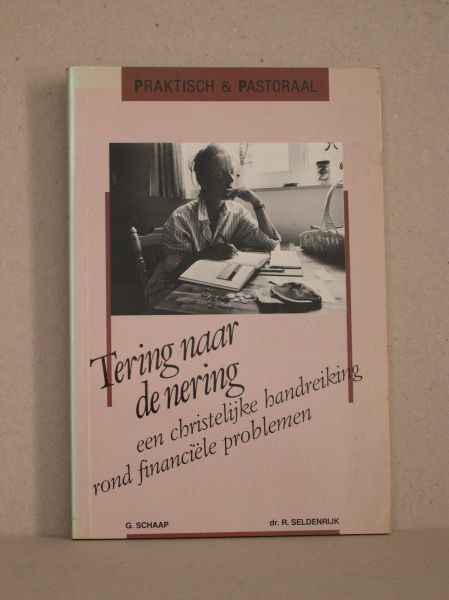 PRAKTISCH & PASTORAAL
Tering naar
de nering
een christelijke handreiking
rond financiële problemen
G. SCHAAP
dr. R. SELDENRIJK